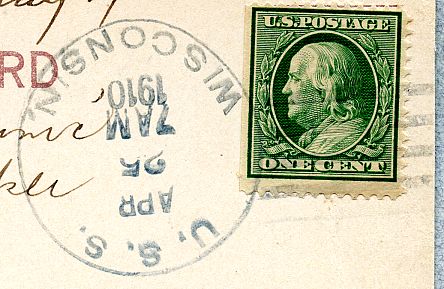 RD
U.S. POSTAGE
ONE CENT
U. S. S. WISCONSIN.
APR
25
7AM
1910